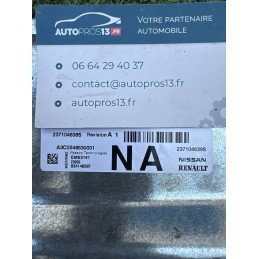 AUTOPROS13.FR
VOTRE PARTENAIRE
AUTOMOBILE
06 64 29 40 37
contact@autopros13.fr
autopros13.fr
237104638S Revision A 1
237104638S
A3C0548500001
Vitesco Technologies
EMS3141
NA
NISSAN
RENAULT